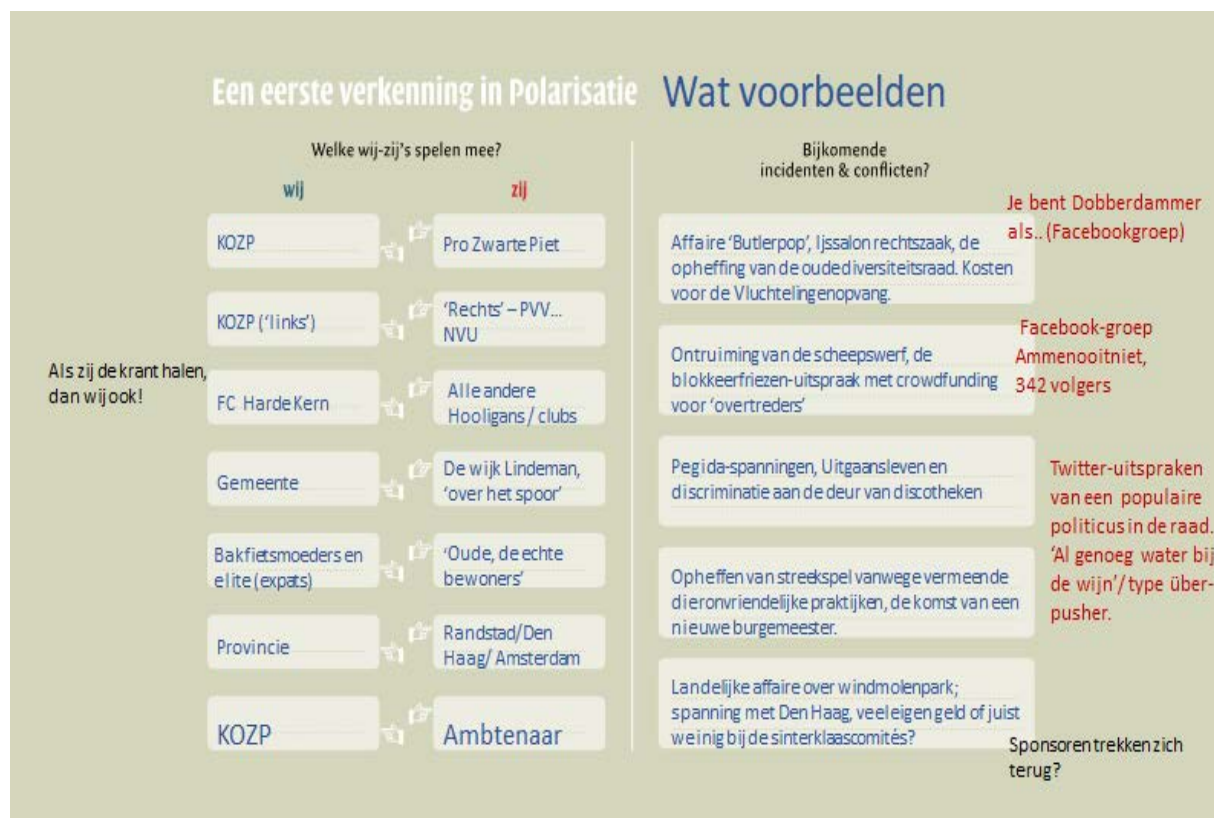 Een eerste verkenning in Polarisatie Wat voorbeelden
Welke wij-zij's spelen mee?
wij
zij
KOZP
Pro Zwarte Piet
KOZP ('links')
'Rechts' – PVV...
NVU
Als zij de krant halen,
dan wij ook!
FC HardeKern
Alle andere
Hooligans / clubs
Gemeente
De wijk Lindeman,
'over het spoor'
Bakfietsmoeders en
elite (expats)
'Oude, de echte
bewoners'
Provincie
Randstad/Den
Haag/ Amsterdam
KOZP
Ambtenaar
Bijkomende
incidenten & conflicten?
Affaire 'Butlerpop', Ijssalon rechtszaak, de
opheffing van de oude diversiteitsraad. Kosten
voor de Vluchtelingenopvang.
Ontruiming van de scheepswerf, de
blokkeerfriezen-uitspraak met crowdfunding
voor 'overtreders'
Pegida-spanningen, Uitgaansleven en
discriminatie aan de deur van discotheken
Opheffen van streekspel vanwege vermeende
dieronvriendelijke praktijken, de komst van een
nieuwe burgemeester.
Landelijke affaire over windmolenpark;
spanning met Den Haag, veel eigen geld of juist
weinig bij de sinterklaascomités?
Je bent Dobberdammer
als.. (Facebookgroep)
Facebook-groep
Ammenooitniet,
342 volgers
Twitter-uitspraken
van een populaire
politicus in de raad.
'Al genoeg water bij
de wijn'/ type über-
pusher.
Sponsoren trekken zich
terug?